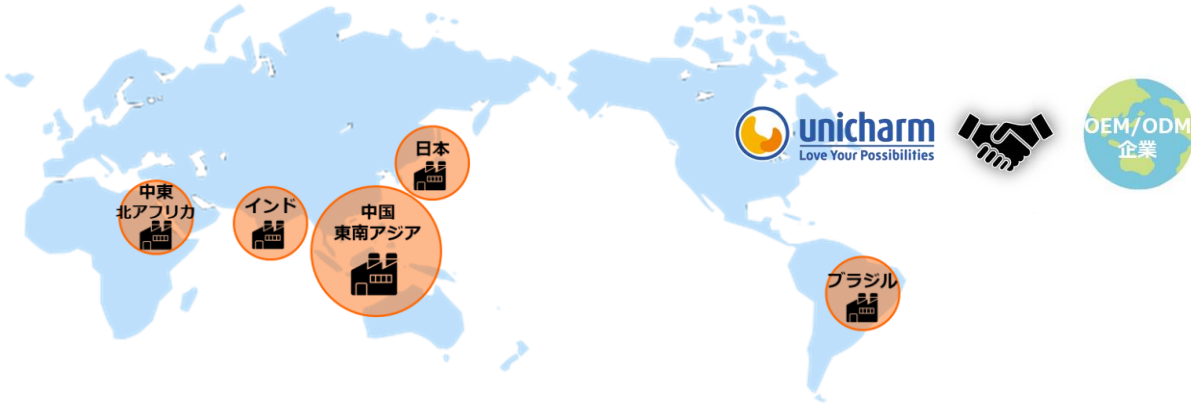 日本
中東
北アフリカ
インド
中国
東南アジア
ブラジル
unicharm
Love Your Possibilities
OEM/ODM
企業